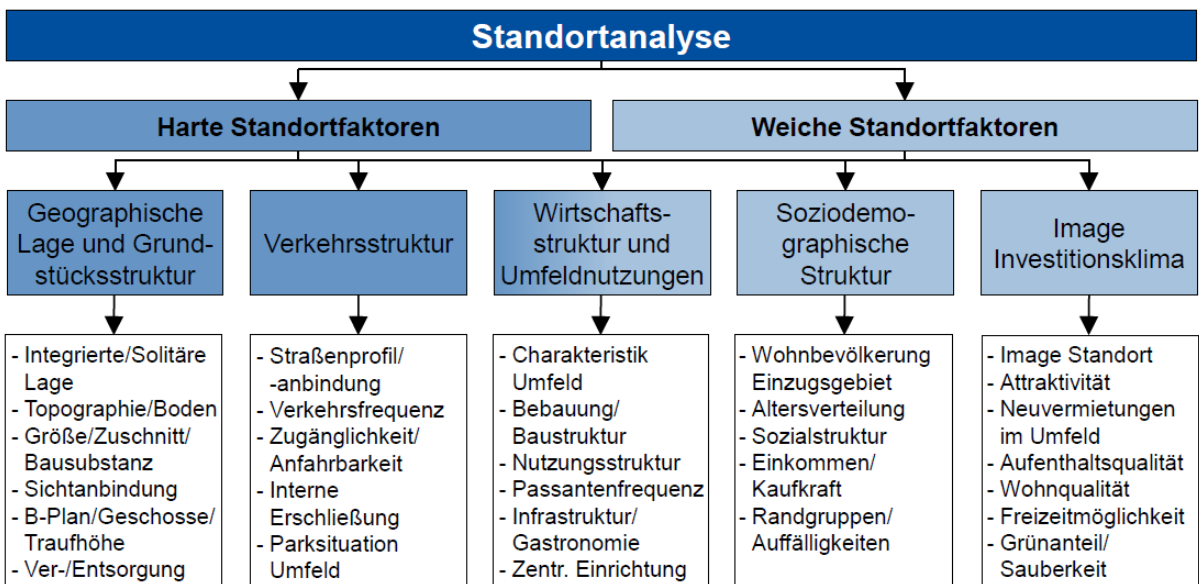 Standortanalyse
Harte Standortfaktoren
Weiche Standortfaktoren
Geographische
Lage und Grund-
stücksstruktur
Verkehrsstruktur
Wirtschafts-
struktur und
Umfeldnutzungen
Soziodemo-
graphische
Struktur
Image
Investitionsklima
- Integrierte/Solitäre
Lage
- Topographie/Boden
- Größe/Zuschnitt/
Bausubstanz
- Sichtanbindung
- B-Plan/Geschosse/
Traufhöhe
- Ver-/Entsorgung
- Straßenprofil/
-anbindung
- Verkehrsfrequenz
- Zugänglichkeit/
Anfahrbarkeit
- Interne
Erschließung
- Parksituation
Umfeld
- Charakteristik
Umfeld
- Bebauung/
Baustruktur
- Nutzungsstruktur
- Passantenfrequenz
- Infrastruktur/
Gastronomie
- Zentr. Einrichtung
- Wohnbevölkerung
Einzugsgebiet
- Altersverteilung
- Sozialstruktur
- Einkommen/
Kaufkraft
- Randgruppen/
Auffälligkeiten
- Image Standort
- Attraktivität
- Neuvermietungen
im Umfeld
- Aufenthaltsqualität
- Wohnqualität
- Freizeitmöglichkeit
- Grünanteil/
Sauberkeit